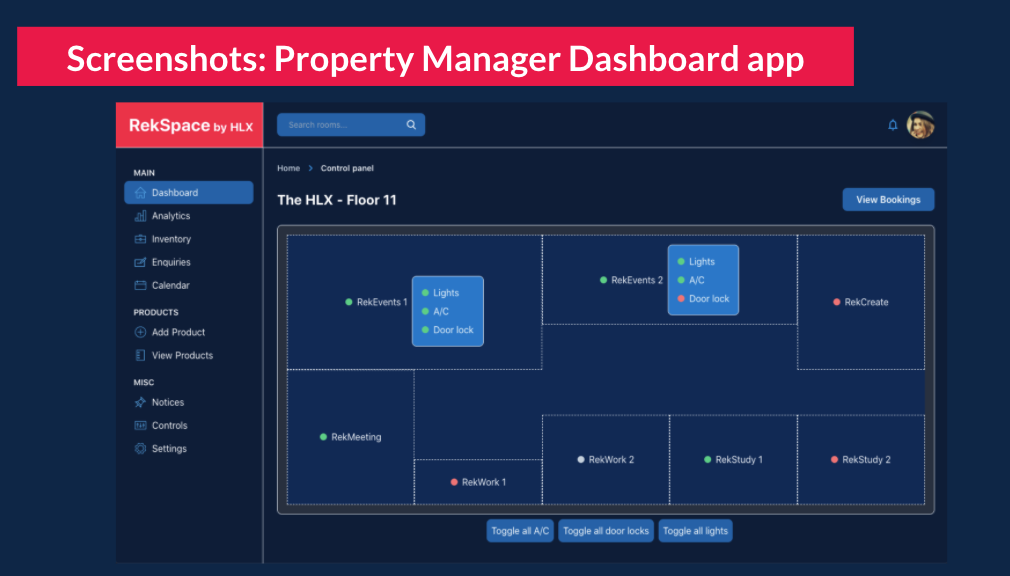 Screenshots: Property Manager Dashboard app
RekSpace by HLX
Search rooms...
MAIN
Dashboard
Analytics
Inventory
Enquiries
Calendar
PRODUCTS
Add Product
View Products
MISC
Notices
Controls
Settings
Home > Control panel
The HLX - Floor 11
View Bookings
RekEvents 1
Lights
A/C
Door lock
RekEvents 2
Lights
A/C
Door lock
RekCreate
RekMeeting
RekWork 1
RekWork 2
RekStudy 1
RekStudy 2
Toggle all A/C
Toggle all door locks
Toggle all lights